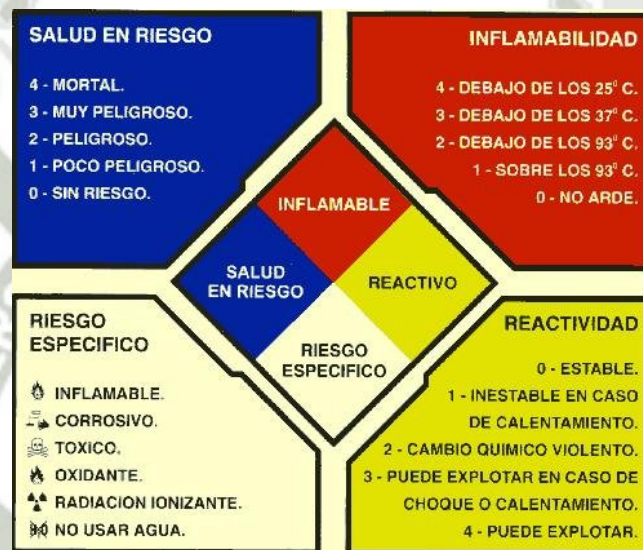 SALUD EN RIESGO
4 - MORTAL.
3 - MUY PELIGROSO.
2 - PELIGROSO.
1 - POCO PELIGROSO.
0 - SIN RIESGO.
INFLAMABILIDAD
4 - DEBAJO DE LOS 25° C.
3 - DEBAJO DE LOS 37° C.
2 - DEBAJO DE LOS 93° C.
1 - SOBRE LOS 93° C.
0 - NO ARDE.
INFLAMABLE
SALUD
EN RIESGO
REACTIVO
RIESGO
ESPECIFICO
RIESGO
ESPECIFICO
INFLAMABLE.
CORROSIVO.
TOXICO.
OXIDANTE.
RADIACION IONIZANTE.
NO USAR AGUA.
REACTIVIDAD
0 - ESTABLE.
1 - INESTABLE EN CASO
DE CALENTAMIENTO.
2 - CAMBIO QUIMICO VIOLENTO.
3 - PUEDE EXPLOTAR EN CASO DE
CHOQUE O CALENTAMIENTO.
4 - PUEDE EXPLOTAR.